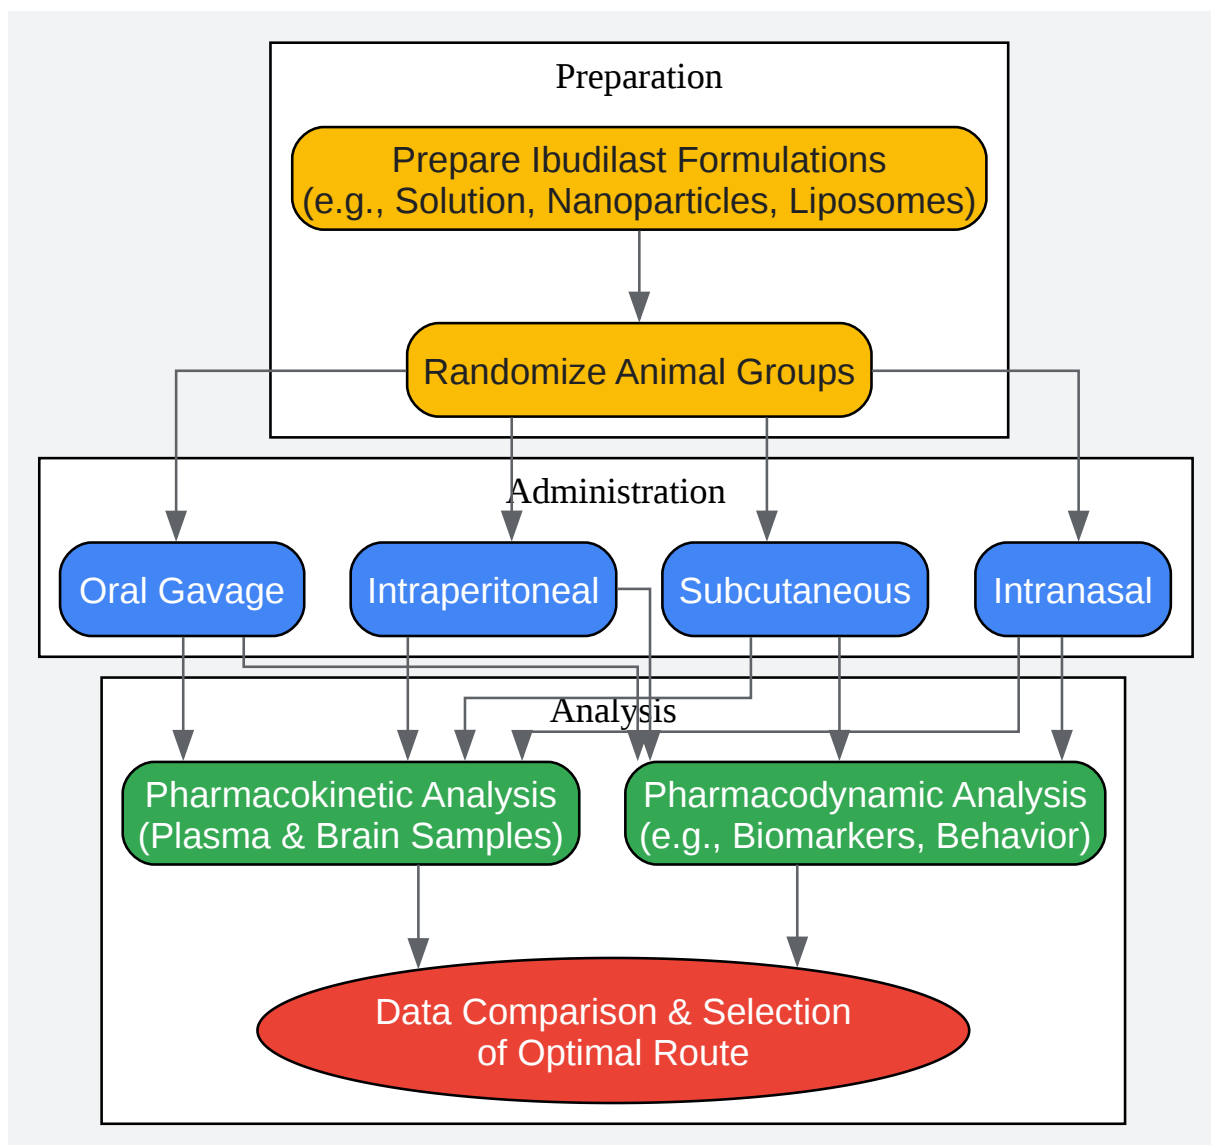 Preparation
Prepare Ibudilast Formulations
(e.g., Solution, Nanoparticles, Liposomes)
Randomize Animal Groups
Administration
Oral Gavage
Intraperitoneal
Subcutaneous
Intranasal
Analysis
Pharmacokinetic Analysis
(Plasma & Brain Samples)
Pharmacodynamic Analysis
(e.g., Biomarkers, Behavior)
Data Comparison & Selection
of Optimal Route